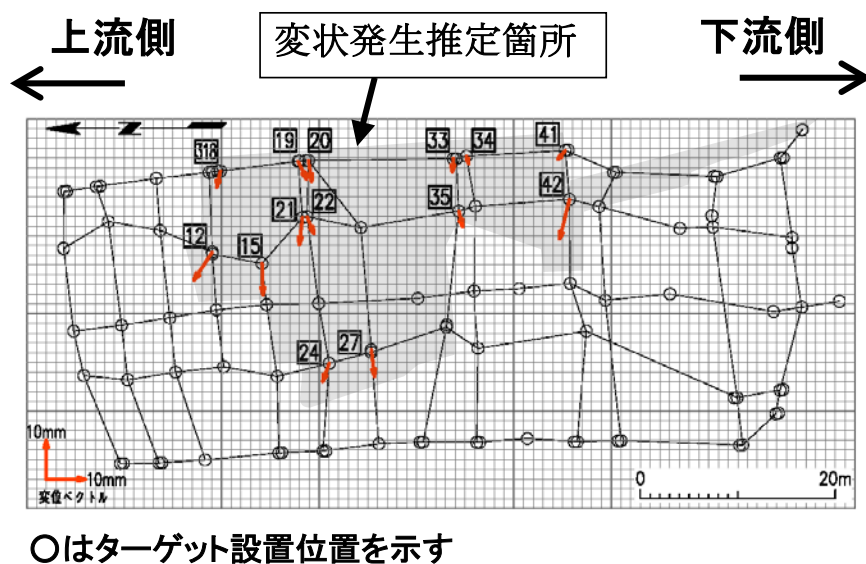 上流側
変状発生推定箇所
下流側
N
318
19
20
33
34
41
21
22
35
42
12
15
24
27
10mm
10mm
変位ベクトル
0
20m
○はターゲット設置位置を示す